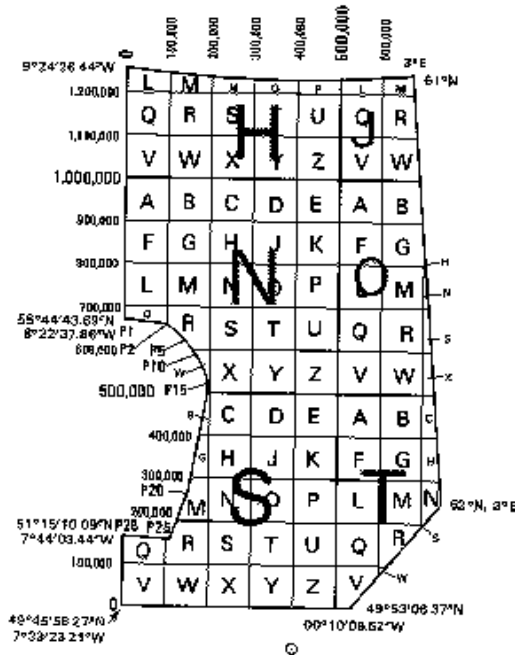 0 100,000 200,000 300,000 500,000 600,000
9°24'26 44"W 3°E
61°N
L M N O P L M
1,200,000
Q R S T U Q R
H J
1,100,000
V W X Y Z V W
1,000,000
A B C D E A B
900,000
F G H J K F G
800,000 H
N O
L M N O P L M N
700,000
Q
58°44'43.69"N R S T U Q R S
8°22'37.86"W P1
600,000 P2 P5
P10 W X Y Z V W X
500,000 P15
B C D E A B C
400,000
G H J K F G H
300,000
S T
P20 M N O P L M N
200,000 62°N, 3°E
51°15'10 09"N P28 P25
7°44'03.44"W Q R S T U Q R S
100,000
V W X Y Z V W
0
49°45'58 27"N 49°53'06.37"N
7°33'23.21"W 00°10'08.62"W